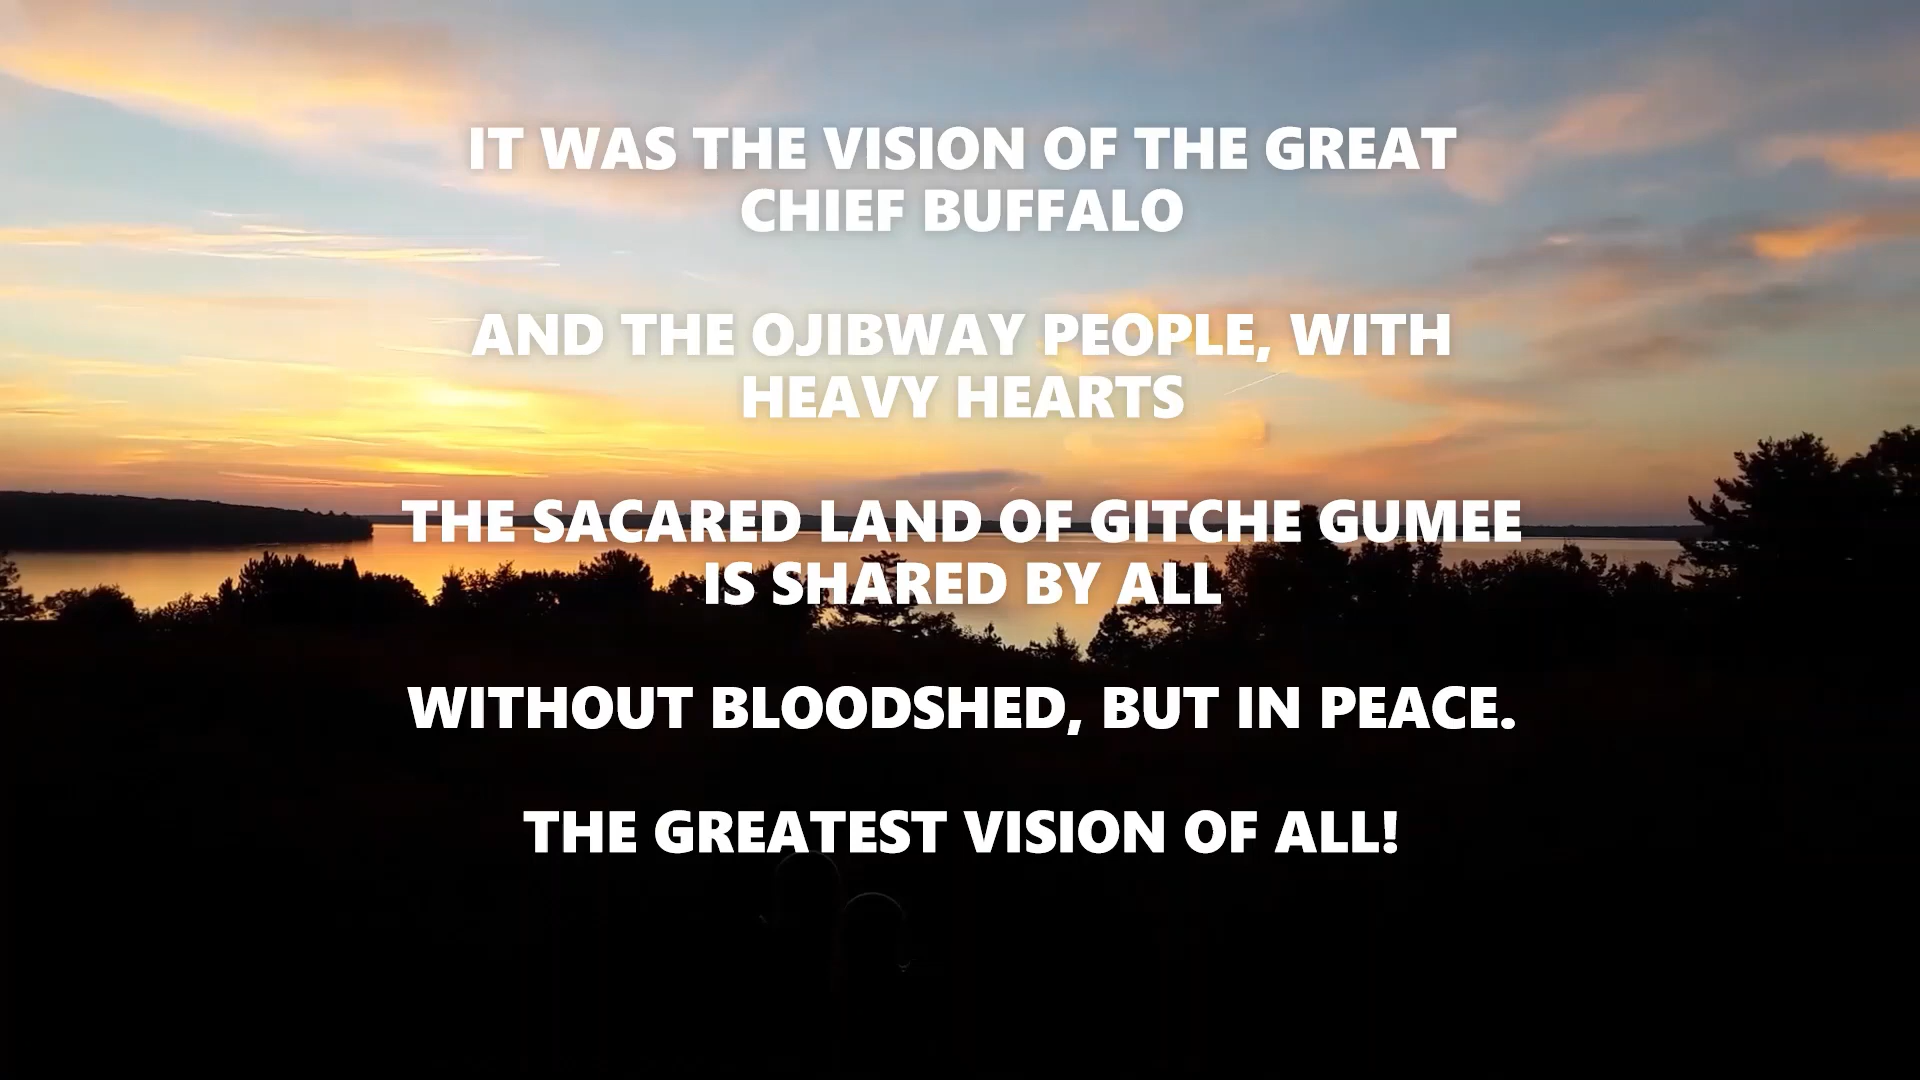 IT WAS THE VISION OF THE GREAT
CHIEF BUFFALO
AND THE OJIBWAY PEOPLE, WITH
HEAVY HEARTS
THE SACARED LAND OF GITCHE GUMEE
IS SHARED BY ALL
WITHOUT BLOODSHED, BUT IN PEACE.
THE GREATEST VISION OF ALL!